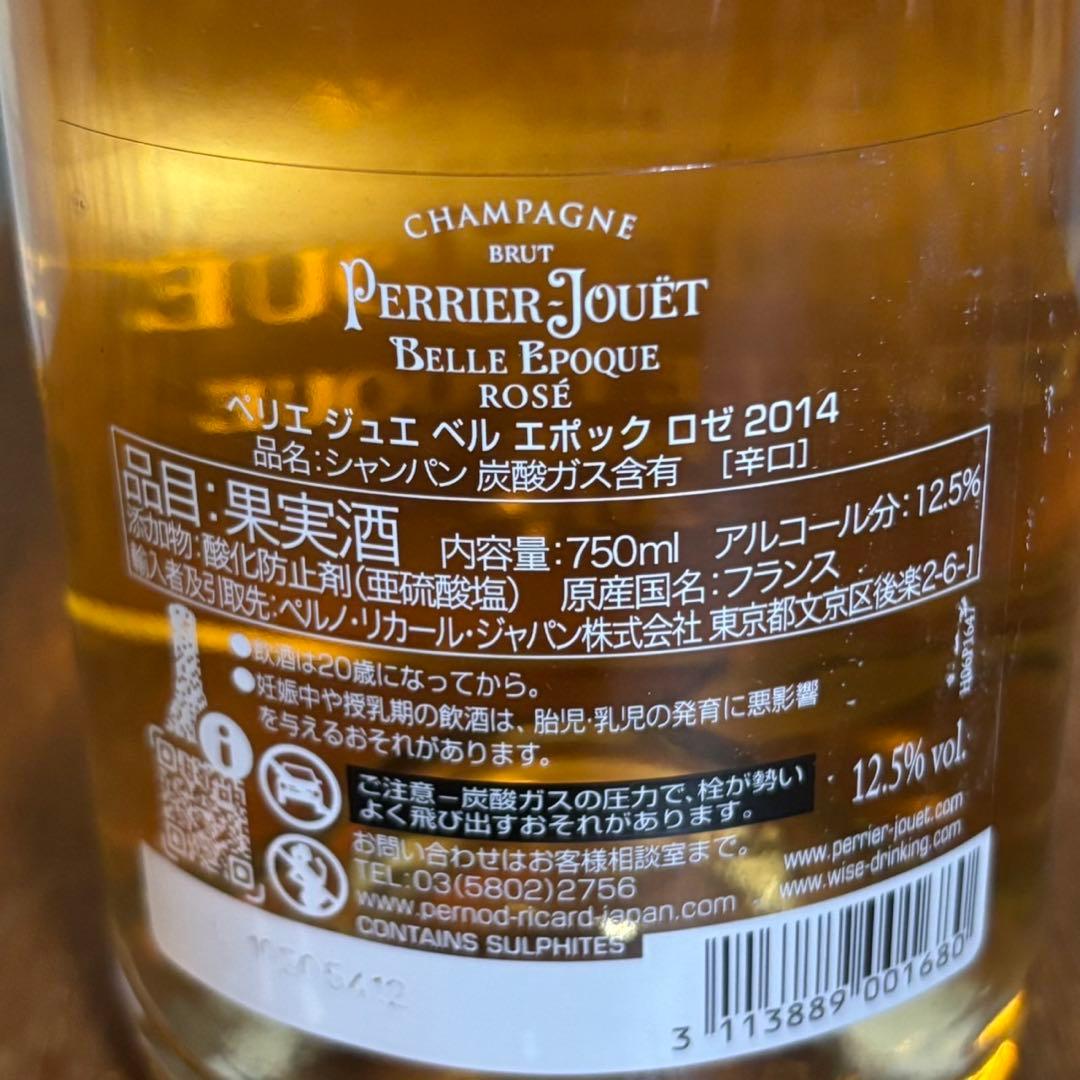 CHAMPAGNE
BRUT
PERRIER-JOUËT
BELLE EPOQUE
ROSÉ
ペリエ ジュエ ベル エポック ロゼ 2014
品名:シャンパン 炭酸ガス含有 [辛口]
品目:果実酒 内容量:750ml アルコール分:12.5%
添加物:酸化防止剤(亜硫酸塩) 原産国名:フランス
輸入者及引取先:ペルノ・リカール・ジャパン株式会社 東京都文京区後楽2-6-1
●飲酒は20歳になってから。
●妊娠中や授乳期の飲酒は、胎児・乳児の発育に悪影響
を与えるおそれがあります。
ご注意ー炭酸ガスの圧力で、栓が勢い
よく飛び出すおそれがあります。
お問い合わせはお客様相談室まで。
TEL:03(5802)2756
www.pernod-ricard-japan.com
CONTAINS SULPHITES
i
12.5% vol.
www.perrier-jouet.com
www.wise-drinking.com
3 113889 001680